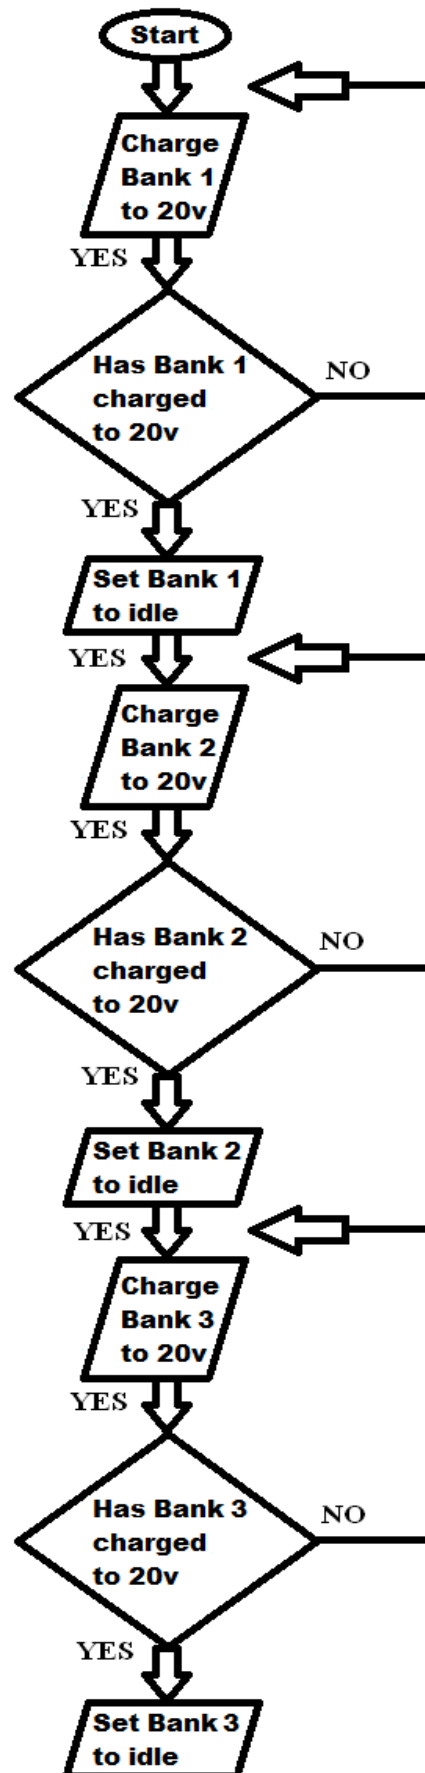 Start
Charge
Bank 1
to 20v
YES
Has Bank 1
charged
to 20v
NO
YES
Set Bank 1
to idle
YES
Charge
Bank 2
to 20v
YES
Has Bank 2
charged
to 20v
NO
YES
Set Bank 2
to idle
YES
Charge
Bank 3
to 20v
YES
Has Bank 3
charged
to 20v
NO
YES
Set Bank 3
to idle